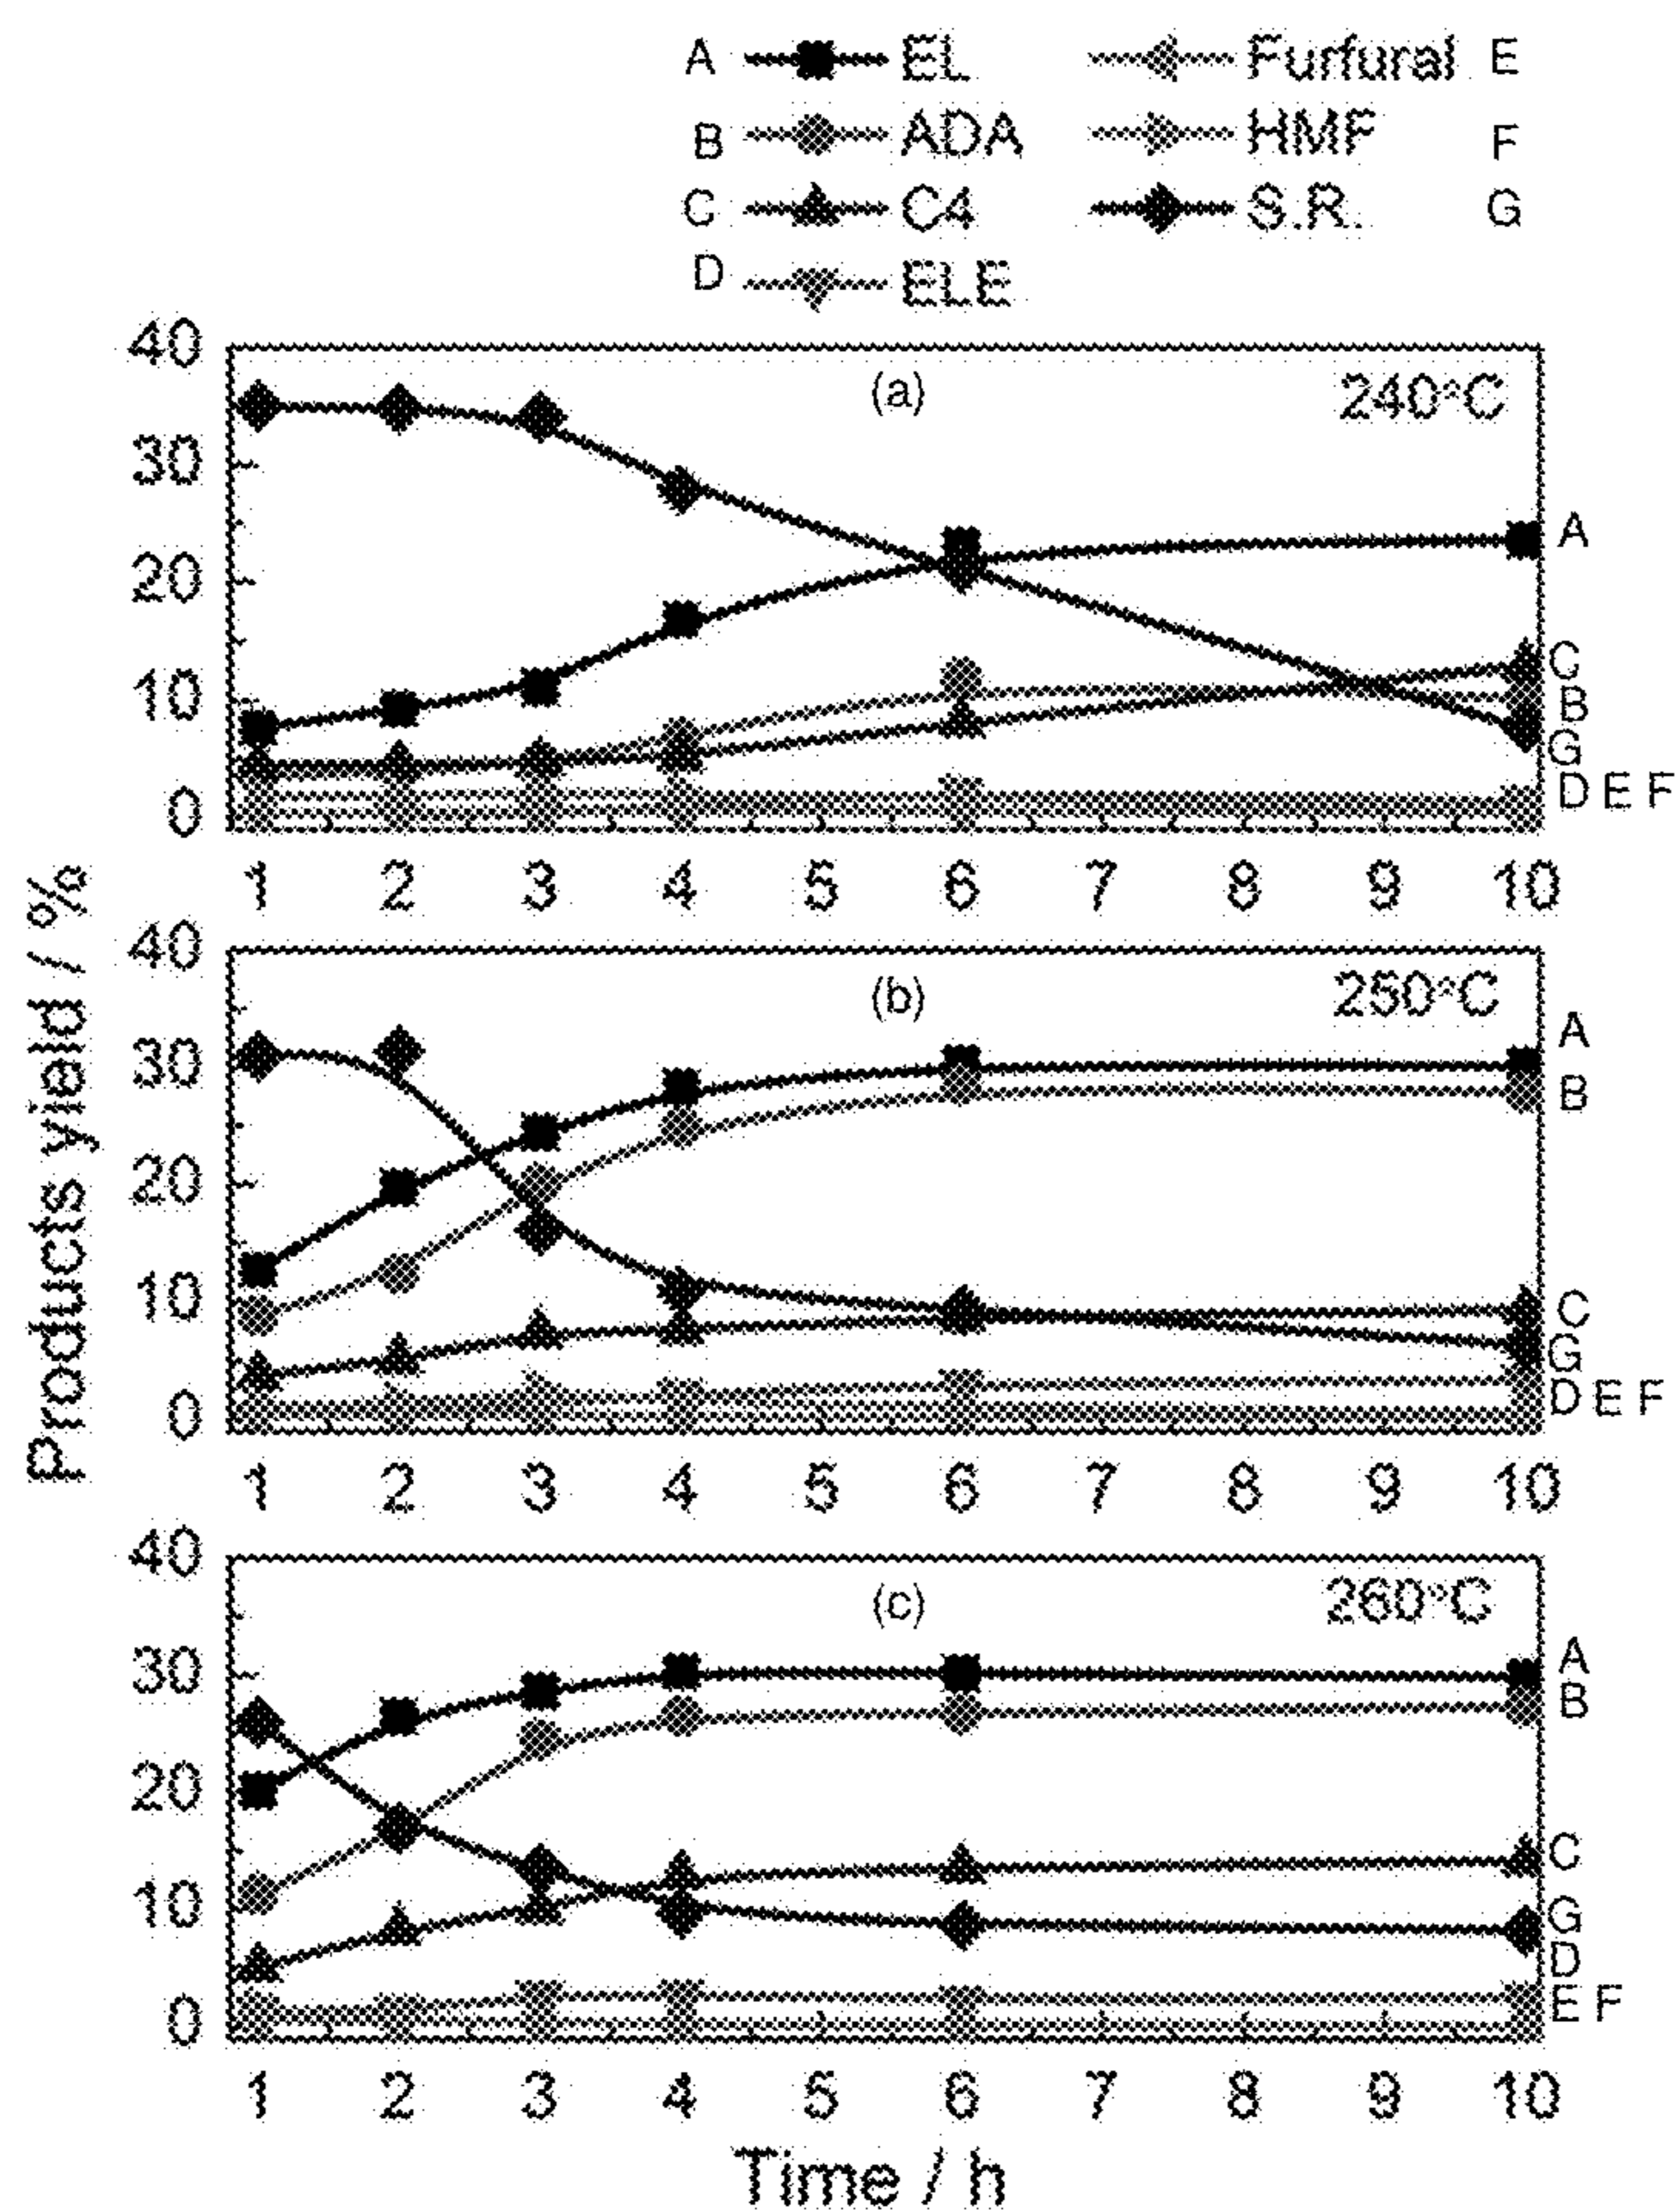 A EL Furfural E
B ADA HMF F
C C4 S.R. G
D ELE
40
(a) 240°C
30
20
10
0
A
C
B
G
D E F
1 2 3 4 5 6 7 8 9 10
Products yield / %
40
(b) 250°C
30
20
10
0
A
B
C
G
D E F
1 2 3 4 5 6 7 8 9 10
40
(c) 260°C
30
20
10
0
A
B
C
G
D
E F
1 2 3 4 5 6 7 8 9 10
Time / h